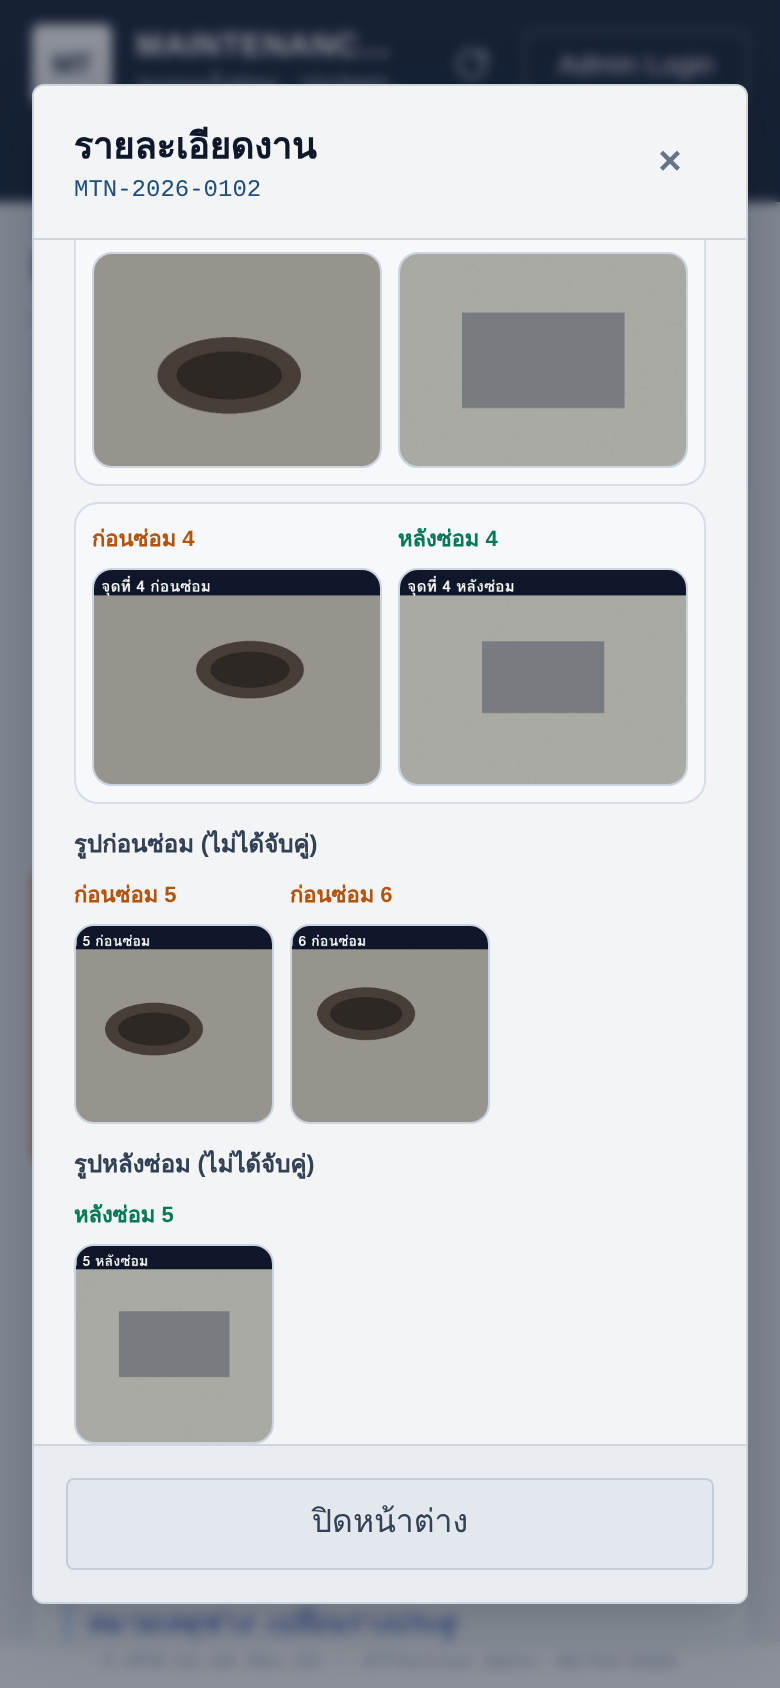 MT
MAINTENANC...
Admin Login
รายละเอียดงาน
×
MTN-2026-0102
ก่อนซ่อม 4
หลังซ่อม 4
จุดที่ 4 ก่อนซ่อม
จุดที่ 4 หลังซ่อม
รูปก่อนซ่อม (ไม่ได้จับคู่)
ก่อนซ่อม 5
ก่อนซ่อม 6
5 ก่อนซ่อม
6 ก่อนซ่อม
รูปหลังซ่อม (ไม่ได้จับคู่)
หลังซ่อม 5
5 หลังซ่อม
ปิดหน้าต่าง